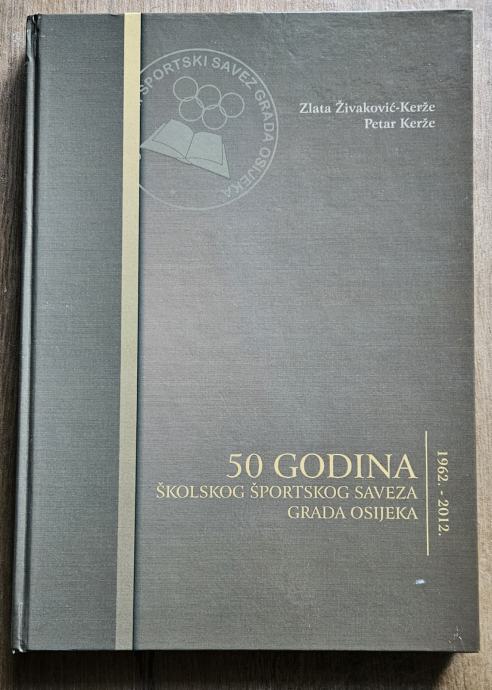 ŠPORTSKI SAVEZ GRADA OSIJEKA
Zlata Živaković-Kerže
Petar Kerže
50 GODINA
ŠKOLSKOG ŠPORTSKOG SAVEZA
GRADA OSIJEKA
1962. - 2012.